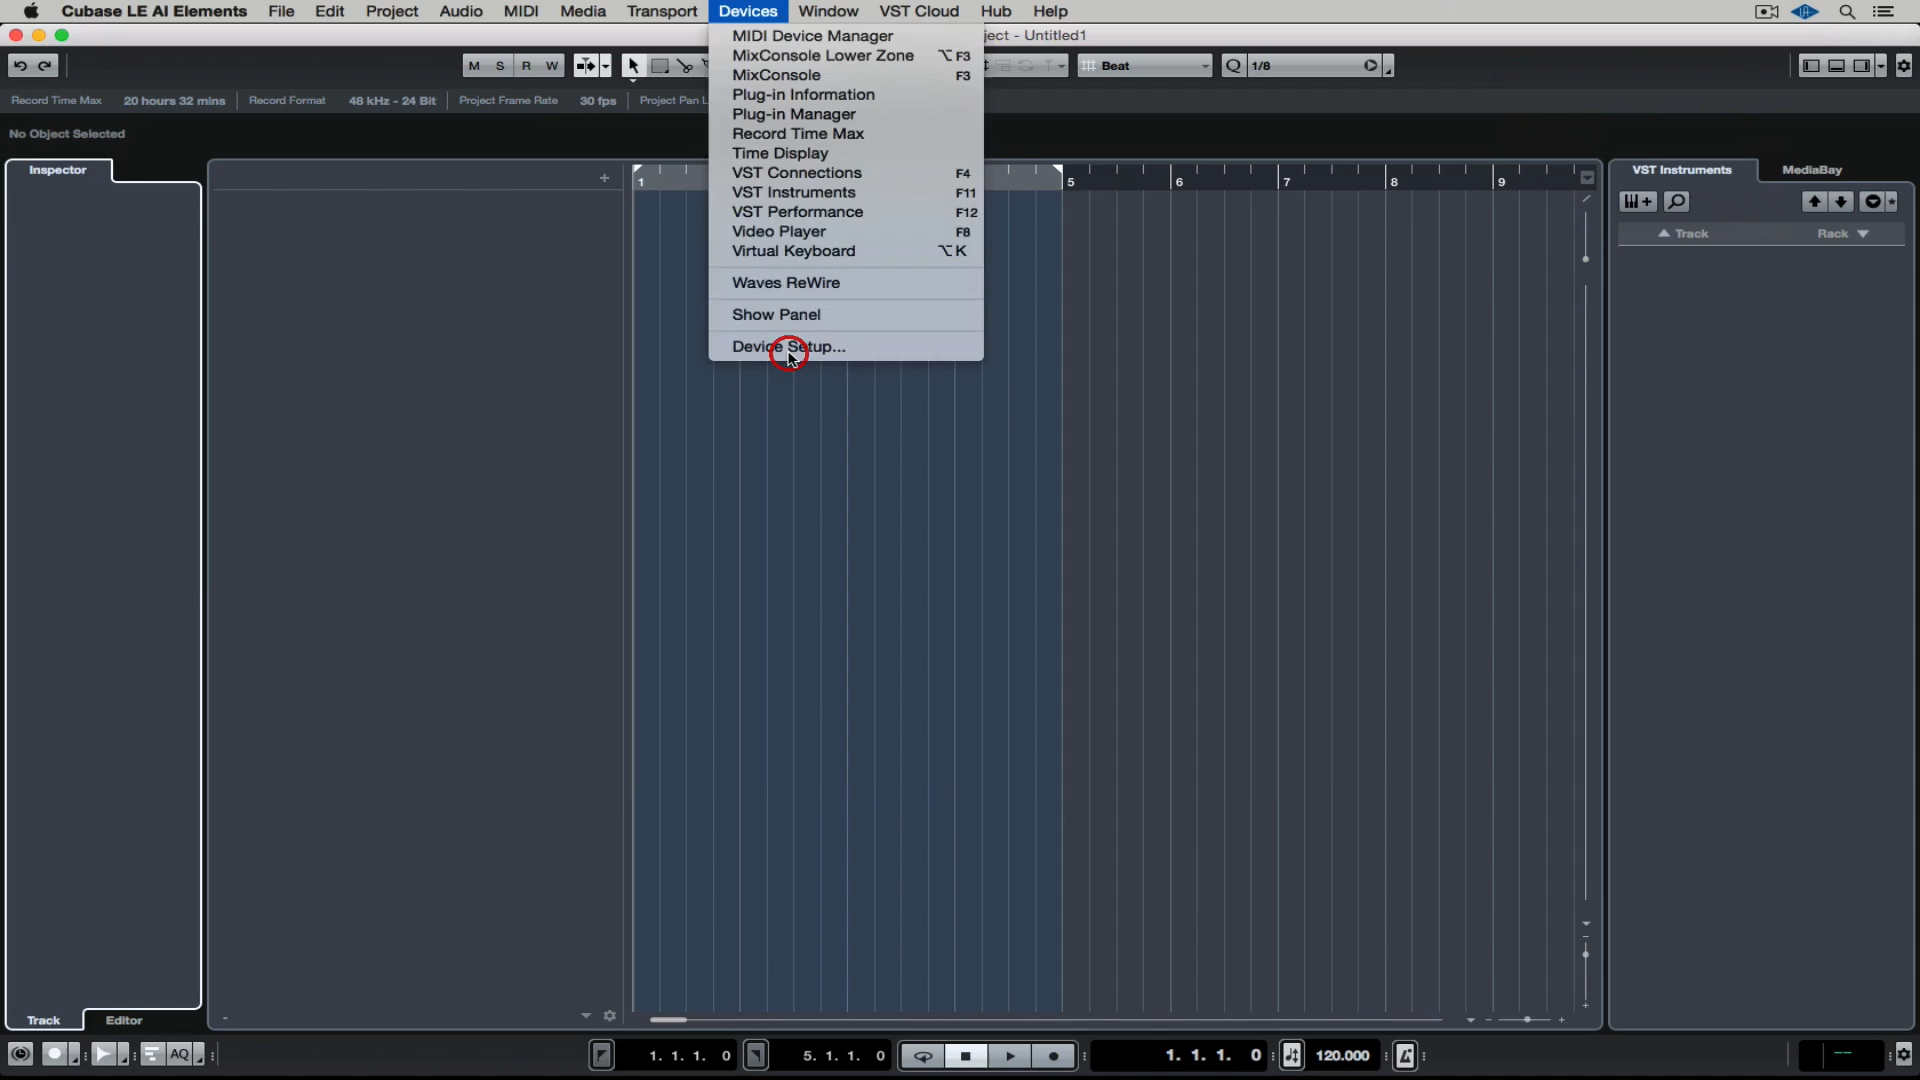 Cubase LE AI Elements File Edit Project Audio MIDI Media Transport Devices Window VST Cloud Hub Help
ject - Untitled1
M S R W
Beat
Q 1/8
Record Time Max 20 hours 32 mins Record Format 48 kHz - 24 Bit Project Frame Rate 30 fps Project Pan L
No Object Selected
MIDI Device Manager
MixConsole Lower Zone ⌥ F3
MixConsole F3
Plug-in Information
Plug-in Manager
Record Time Max
Time Display
VST Connections F4
VST Instruments F11
VST Performance F12
Video Player F8
Virtual Keyboard ⌥ K
Waves ReWire
Show Panel
Device Setup...
Inspector
1 5 6 7 8 9
VST Instruments MediaBay
Track Rack
Track Editor
AQ
1. 1. 1. 0
5. 1. 1. 0
1. 1. 1. 0
120.000